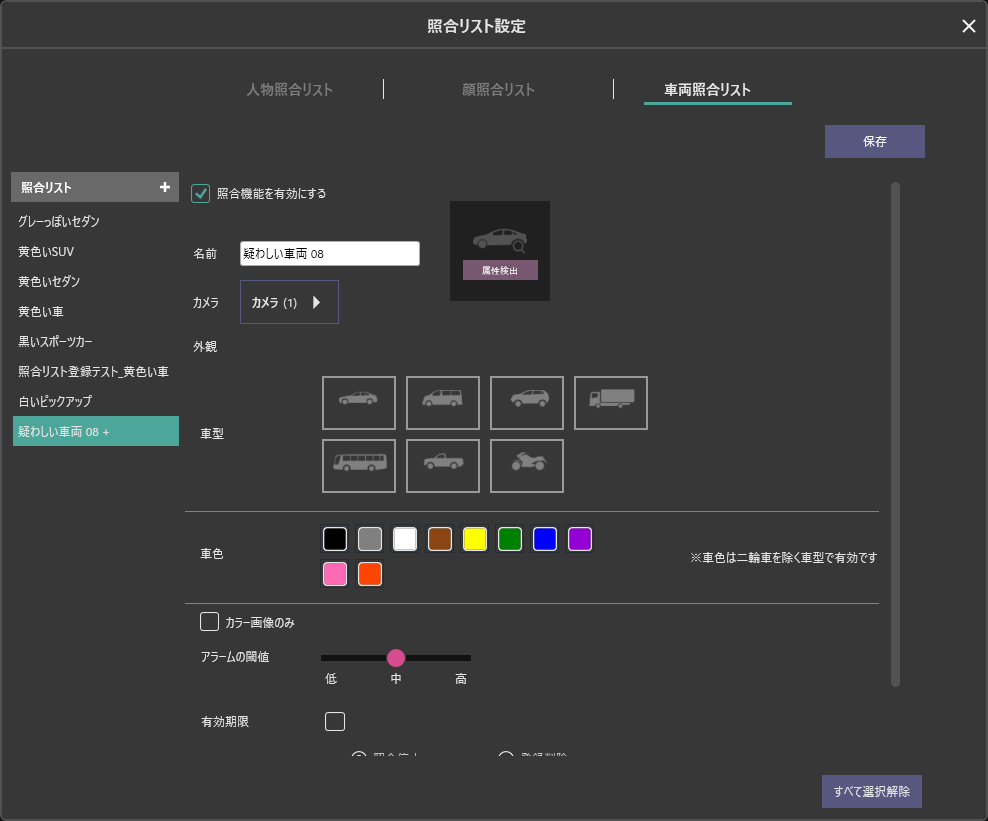 照合リスト設定
人物照合リスト
顔照合リスト
車両照合リスト
保存
照合リスト
グレーっぽいセダン
黄色いSUV
黄色いセダン
黄色い車
黒いスポーツカー
照合リスト登録テスト_黄色い車
白いピックアップ
疑わしい車両 08 +
照合機能を有効にする
名前
疑わしい車両 08
属性検出
カメラ
カメラ (1)
外観
車型
車色
※車色は二輪車を除く車型で有効です
カラー画像のみ
アラームの閾値
低
中
高
有効期限
すべて選択解除